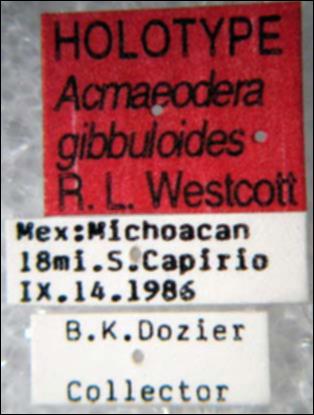 HOLOTYPE
Acmaeodera
gibbuloides
R. L. Westcott
Mex:Michoacan
18mi.S.Capirio
IX.14.1986
B.K.Dozier
Collector